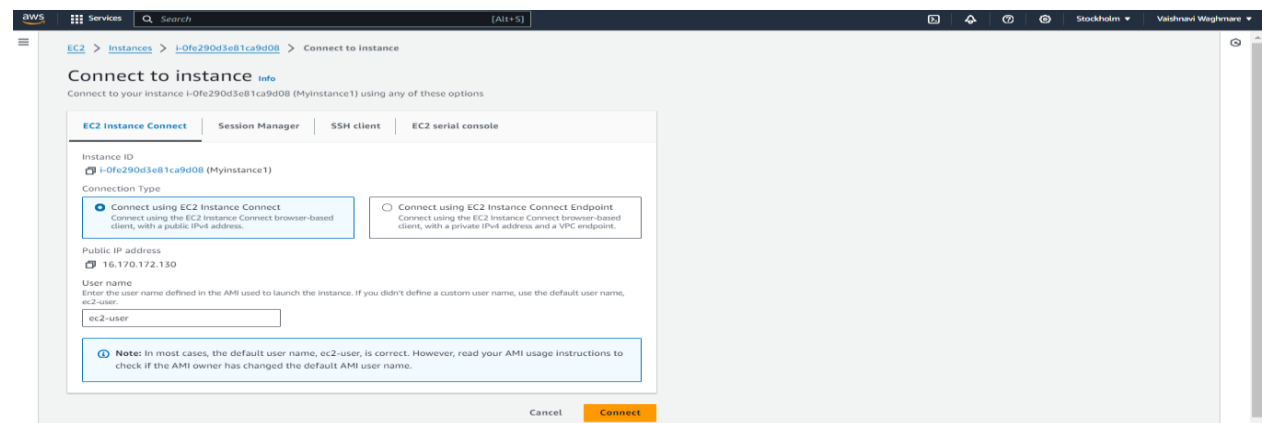 aws Services Search [Alt+S] Stockholm Vaishnavi Waghmare
EC2 > Instances > i-0fe290d3e81ca9d08 > Connect to instance
Connect to instance Info
Connect to your instance i-0fe290d3e81ca9d08 (Myinstance1) using any of these options
EC2 Instance Connect Session Manager SSH client EC2 serial console
Instance ID
i-0fe290d3e81ca9d08 (Myinstance1)
Connection Type
Connect using EC2 Instance Connect
Connect using the EC2 Instance Connect browser-based
client, with a public IPv4 address.
Connect using EC2 Instance Connect Endpoint
Connect using the EC2 Instance Connect browser-based
client, with a private IPv4 address and a VPC endpoint.
Public IP address
16.170.172.130
User name
Enter the user name defined in the AMI used to launch the instance. If you didn't define a custom user name, use the default user name,
ec2-user.
ec2-user
Note: In most cases, the default user name, ec2-user, is correct. However, read your AMI usage instructions to
check if the AMI owner has changed the default AMI user name.
Cancel Connect